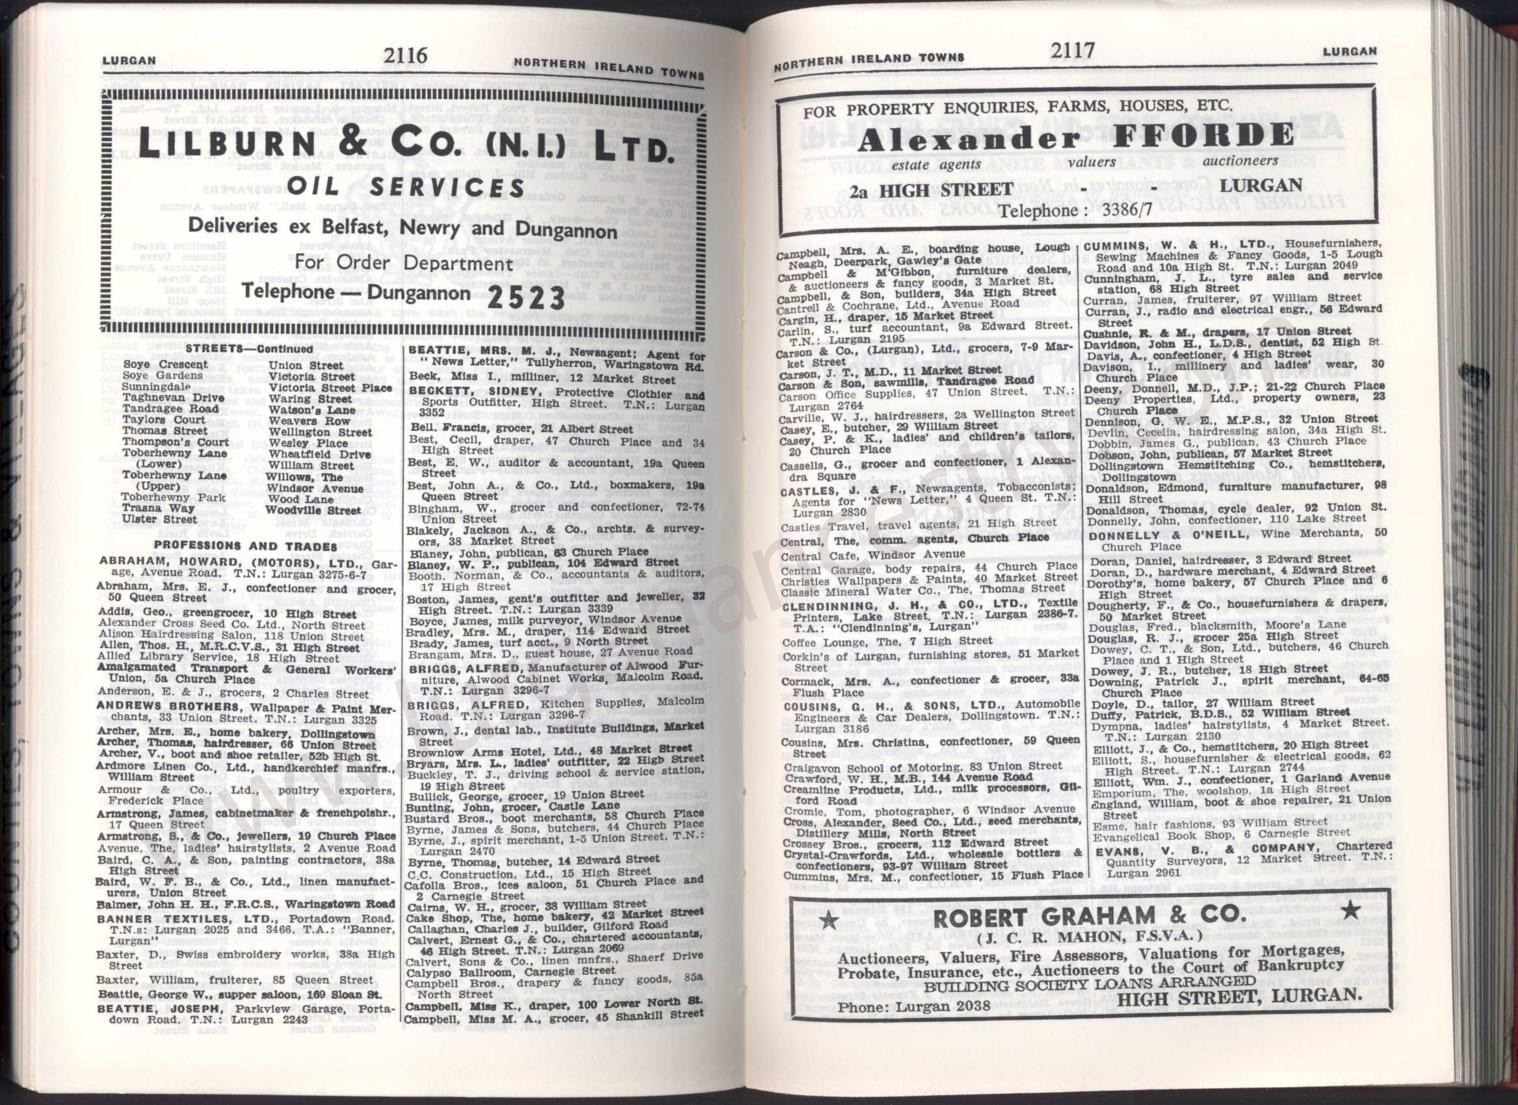 LURGAN
2116
NORTHERN IRELAND TOWNS
LILBURN & CO. (N.I.) LTD.
OIL SERVICES
Deliveries ex Belfast, Newry and Dungannon
For Order Department
Telephone — Dungannon 2523
STREETS—Continued
Soye Crescent
Soye Gardens
Sunningdale
Taghnevan Drive
Tandragee Road
Taylors Court
Thomas Street
Thompson's Court
Toberhewny Lane
(Lower)
Toberhewny Lane
(Upper)
Toberhewny Park
Trasna Way
Ulster Street
Union Street
Victoria Street
Victoria Street Place
Waring Street
Watson's Lane
Weavers Row
Wellington Street
Wesley Place
Wheatfield Drive
William Street
Willows, The
Windsor Avenue
Wood Lane
Woodville Street
PROFESSIONS AND TRADES
ABRAHAM, HOWARD, (MOTORS), LTD., Gar-
age, Avenue Road. T.N.: Lurgan 3275-6-7
Abraham, Mrs. E. J., confectioner and grocer,
50 Queen Street
Addis, Geo., greengrocer, 10 High Street
Alexander Cross Seed Co. Ltd., North Street
Alison Hairdressing Salon, 118 Union Street
Allen, Thos. H., M.R.C.V.S., 31 High Street
Allied Library Service, 18 High Street
Amalgamated Transport & General Workers'
Union, 5a Church Place
Anderson, E. & J., grocers, 2 Charles Street
ANDREWS BROTHERS, Wallpaper & Paint Mer-
chants, 33 Union Street. T.N.: Lurgan 3325
Archer, Mrs. E., home bakery, Dollingstown
Archer, Thomas, hairdresser, 66 Union Street
Archer, V., boot and shoe retailer, 52b High St.
Ardmore Linen Co., Ltd., handkerchief manfrs.,
William Street
Armour & Co., Ltd., poultry exporters,
Frederick Place
Armstrong, James, cabinetmaker & frenchpolshr.,
17 Queen Street
Armstrong, S., & Co., jewellers, 19 Church Place
Avenue, The, ladies' hairstylists, 2 Avenue Road
Baird, C. A., & Son, painting contractors, 38a
High Street
Baird, W. F. B., & Co., Ltd., linen manufact-
urers, Union Street
Balmer, John H. H., F.R.C.S., Waringstown Road
BANNER TEXTILES, LTD., Portadown Road.
T.N.s: Lurgan 2025 and 3466. T.A.: "Banner,
Lurgan"
Baxter, D., Swiss embroidery works, 38a High
Street
Baxter, William, fruiterer, 85 Queen Street
Beattie, George W., supper saloon, 169 Sloan St.
BEATTIE, JOSEPH, Parkview Garage, Porta-
down Road. T.N.: Lurgan 2243
BEATTIE, MRS. M. J., Newsagent; Agent for
"News Letter," Tullyherron, Waringstown Rd.
Beck, Miss I., milliner, 12 Market Street
BECKETT, SIDNEY, Protective Clothier and
Sports Outfitter, High Street. T.N.: Lurgan
3352
Bell, Francis, grocer, 21 Albert Street
Best, Cecil, draper, 47 Church Place and 34
High Street
Best, E. W., auditor & accountant, 19a Queen
Street
Best, John A., & Co., Ltd., boxmakers, 19a
Queen Street
Bingham, W., grocer and confectioner, 72-74
Union Street
Blakely, Jackson A., & Co., archts. & survey-
ors, 38 Market Street
Blaney, John, publican, 63 Church Place
Blaney, W. P., publican, 104 Edward Street
Booth, Norman, & Co., accountants & auditors,
17 High Street
Boston, James, gent's outfitter and jeweller, 32
High Street. T.N.: Lurgan 3339
Boyce, James, milk purveyor, Windsor Avenue
Bradley, Mrs. M., draper, 114 Edward Street
Brady, James, turf acct., 9 North Street
Brangam, Mrs. D., guest house, 27 Avenue Road
BRIGGS, ALFRED, Manufacturer of Alwood Fur-
niture, Alwood Cabinet Works, Malcolm Road.
T.N.: Lurgan 3296-7
BRIGGS, ALFRED, Kitchen Supplies, Malcolm
Road. T.N.: Lurgan 3296-7
Brown, J., dental lab., Institute Buildings, Market
Street
Brownlow Arms Hotel, Ltd., 48 Market Street
Bryars, Mrs. L., ladies' outfitter, 22 High Street
Buckley, T. J., driving school & service station,
19 High Street
Bullick, George, grocer, 19 Union Street
Bunting, John, grocer, Castle Lane
Bustard Bros., boot merchants, 58 Church Place
Byrne, James & Sons, butchers, 44 Church Place
Byrne, J., spirit merchant, 1-5 Union Street. T.N.:
Lurgan 2470
Byrne, Thomas, butcher, 14 Edward Street
C.C. Construction, Ltd., 15 High Street
Cafolla Bros., ices saloon, 51 Church Place and
2 Carnegie Street
Cairns, W. H., grocer, 38 William Street
Cake Shop, The, home bakery, 42 Market Street
Callaghan, Charles J., builder, Gilford Road
Calvert, Ernest G., & Co., chartered accountants,
46 High Street. T.N.: Lurgan 2069
Calvert, Sons & Co., linen mnfrs., Shaerf Drive
Calypso Ballroom, Carnegie Street
Campbell Bros., drapery & fancy goods, 85a
North Street
Campbell, Miss K., draper, 100 Lower North St.
Campbell, Miss M. A., grocer, 45 Shankill Street
NORTHERN IRELAND TOWNS
2117
LURGAN
FOR PROPERTY ENQUIRIES, FARMS, HOUSES, ETC.
Alexander FFORDE
estate agents valuers auctioneers
2a HIGH STREET - - LURGAN
Telephone: 3386/7
Campbell, Mrs. A. E., boarding house, Lough
Neagh, Deerpark, Gawley's Gate
Campbell & M'Gibbon, furniture dealers,
& auctioneers & fancy goods, 3 Market St.
Campbell, & Son, builders, 34a High Street
Cantrell & Cochrane, Ltd., Avenue Road
Cargin, H., draper, 15 Market Street
Carlin, S., turf accountant, 9a Edward Street.
T.N.: Lurgan 2195
Carson & Co., (Lurgan), Ltd., grocers, 7-9 Mar-
ket Street
Carson, J. T., M.D., 11 Market Street
Carson & Son, sawmills, Tandragee Road
Carson Office Supplies, 47 Union Street. T.N.:
Lurgan 2764
Carville, W. J., hairdressers, 2a Wellington Street
Casey, E., butcher, 29 William Street
Casey, P. & K., ladies' and children's tailors,
20 Church Place
Cassells, G., grocer and confectioner, 1 Alexan-
dra Square
CASTLES, J. & F., Newsagents, Tobacconists;
Agents for "News Letter," 4 Queen St. T.N.:
Lurgan 2830
Castles Travel, travel agents, 21 High Street
Central, The, comm. agents, Church Place
Central Cafe, Windsor Avenue
Central Garage, body repairs, 44 Church Place
Christies Wallpapers & Paints, 40 Market Street
Classic Mineral Water Co., The, Thomas Street
CLENDINNING, J. H., & CO., LTD., Textile
Printers, Lake Street. T.N.: Lurgan 2386-7.
T.A.: "Clendinning's, Lurgan"
Coffee Lounge, The, 7 High Street
Corkin's of Lurgan, furnishing stores, 51 Market
Street
Cormack, Mrs. A., confectioner & grocer, 33a
Flush Place
COUSINS, G. H., & SONS, LTD., Automobile
Engineers & Car Dealers, Dollingstown. T.N.:
Lurgan 3186
Cousins, Mrs. Christina, confectioner, 59 Queen
Street
Craigavon School of Motoring, 83 Union Street
Crawford, W. H., M.B., 144 Avenue Road
Creamline Products, Ltd., milk processors, Gil-
ford Road
Cromie, Tom, photographer, 6 Windsor Avenue
Cross, Alexander, Seed Co., Ltd., seed merchants,
Distillery Mills, North Street
Crossey Bros., grocers, 112 Edward Street
Crystal-Crawfords, Ltd., wholesale bottlers &
confectioners, 93-97 William Street
Cummins, Mrs. M., confectioner, 15 Flush Place
CUMMINS, W. & H., LTD., Housefurnishers,
Sewing Machines & Fancy Goods, 1-5 Lough
Road and 10a High St. T.N.: Lurgan 2049
Cunningham, J. L., tyre sales and service
station, 68 High Street
Curran, James, fruiterer, 97 William Street
Curran, J., radio and electrical engr., 56 Edward
Street
Cushnie, R. & M., drapers, 17 Union Street
Davidson, John H., L.D.S., dentist, 52 High St.
Davis, A., confectioner, 4 High Street
Davison, I., millinery and ladies' wear, 30
Church Place
Deeny, Donnell, M.D., J.P.; 21-22 Church Place
Deeny Properties, Ltd., property owners, 23
Church Place
Dennison, G. W. E., M.P.S., 32 Union Street
Devlin, Cecelia, hairdressing salon, 34a High St.
Dobbin, James G., publican, 43 Church Place
Dobson, John, publican, 57 Market Street
Dollingstown Hemstitching Co., hemstitchers,
Dollingstown
Donaldson, Edmond, furniture manufacturer, 98
Hill Street
Donaldson, Thomas, cycle dealer, 92 Union St.
Donnelly, John, confectioner, 110 Lake Street
DONNELLY & O'NEILL, Wine Merchants, 50
Church Place
Doran, Daniel, hairdresser, 3 Edward Street
Doran, D., hardware merchant, 4 Edward Street
Dorothy's, home bakery, 57 Church Place and 6
High Street
Dougherty, F., & Co., housefurnishers & drapers,
50 Market Street
Douglas, Fred., blacksmith, Moore's Lane
Douglas, R. J., grocer 25a High Street
Dowey, C. T., & Son, Ltd., butchers, 46 Church
Place and 1 High Street
Dowey, J. R., butcher, 18 High Street
Downing, Patrick J., spirit merchant, 64-65
Church Place
Doyle, D., tailor, 27 William Street
Duffy, Patrick, B.D.S., 52 William Street
Dympna, ladies' hairstylists, 4 Market Street.
T.N.: Lurgan 2130
Elliott, J., & Co., hemstitchers, 20 High Street
Elliott, S., housefurnisher & electrical goods, 62
High Street. T.N.: Lurgan 2744
Elliott, Wm. J., confectioner, 1 Garland Avenue
Emporium, The, woolshop, 1a High Street
England, William, boot & shoe repairer, 21 Union
Street
Esme, hair fashions, 93 William Street
Evangelical Book Shop, 6 Carnegie Street
EVANS, V. B., & COMPANY, Chartered
Quantity Surveyors, 12 Market Street. T.N.:
Lurgan 2961
ROBERT GRAHAM & CO.
(J. C. R. MAHON, F.S.V.A.)
Auctioneers, Valuers, Fire Assessors, Valuations for Mortgages,
Probate, Insurance, etc., Auctioneers to the Court of Bankruptcy
BUILDING SOCIETY LOANS ARRANGED
Phone: Lurgan 2038 HIGH STREET, LURGAN.